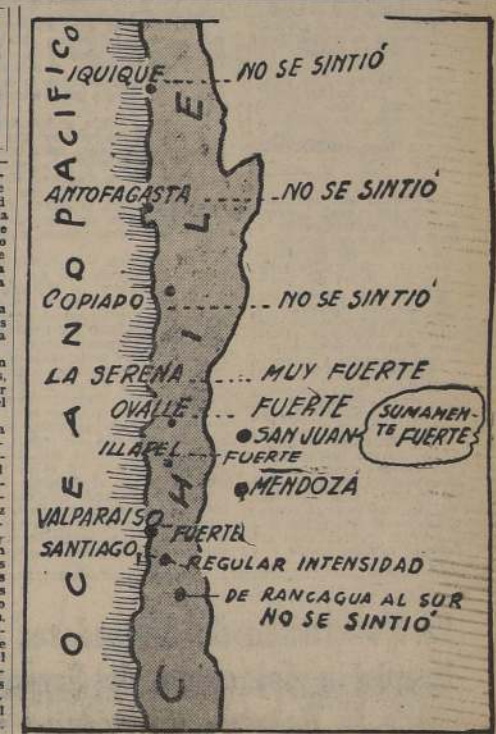 OCEANO PACIFICO
CHILE
IQUIQUE NO SE SINTIÓ
ANTOFAGASTA NO SE SINTIÓ
COPIAPO NO SE SINTIÓ
LA SERENA MUY FUERTE
OVALLE FUERTE
SAN JUAN SUMAMEN-
TE FUERTE
ILLAPEL FUERTE
MENDOZA
VALPARAISO FUERTE
SANTIAGO REGULAR INTENSIDAD
DE RANCAGUA AL SUR
NO SE SINTIÓ